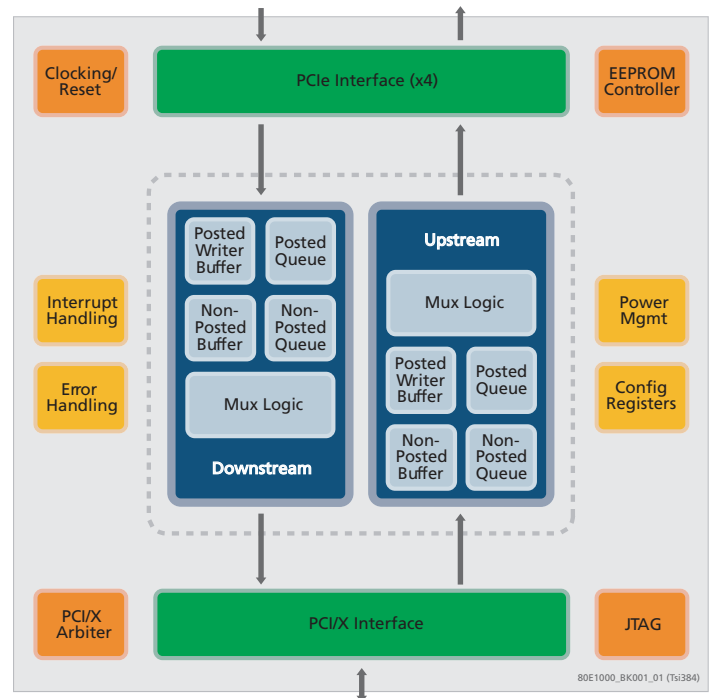 Clocking/
Reset
PCIe Interface (x4)
EEPROM
Controller
Posted
Writer
Buffer
Posted
Queue
Non-
Posted
Buffer
Non-
Posted
Queue
Mux Logic
Downstream
Upstream
Mux Logic
Posted
Writer
Buffer
Posted
Queue
Non-
Posted
Buffer
Non-
Posted
Queue
Interrupt
Handling
Error
Handling
Power
Mgmt
Config
Registers
PCI/X
Arbiter
PCI/X Interface
JTAG
80E1000_BK001_01 (Tsi384)